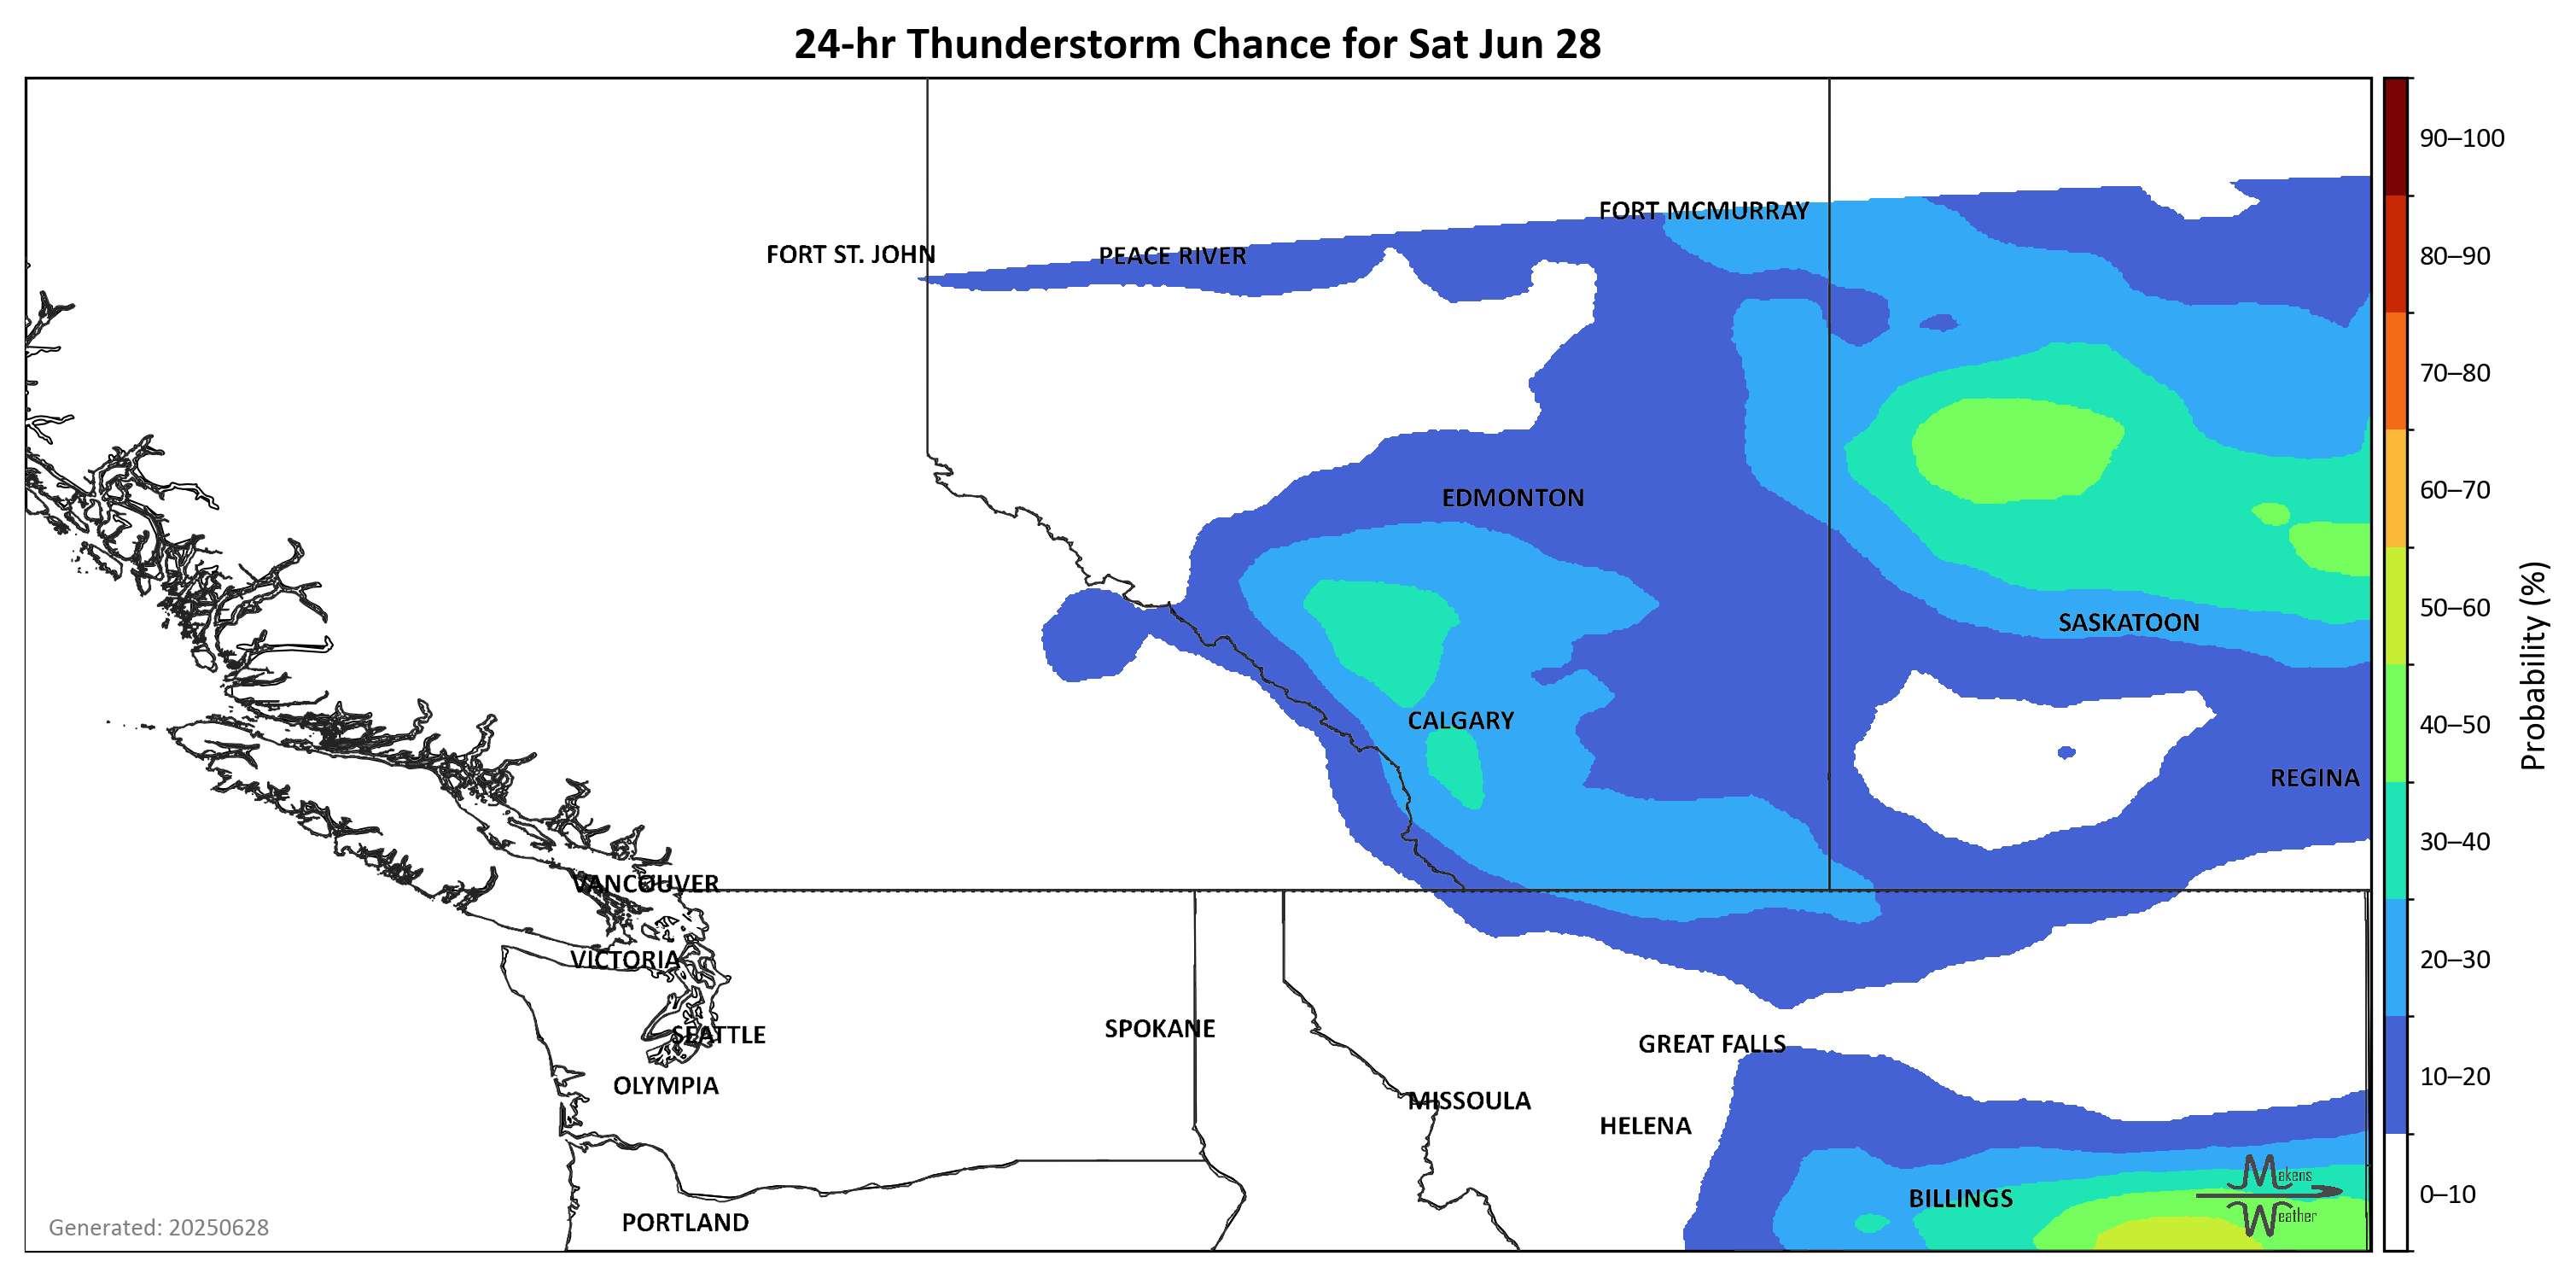 24-hr Thunderstorm Chance for Sat Jun 28
90–100
FORT MCMURRAY
FORT ST. JOHN
PEACE RIVER
80–90
70–80
60–70
EDMONTON
50–60
SASKATOON
Probability (%)
CALGARY
40–50
REGINA
30–40
VANCOUVER
VICTORIA
20–30
SPOKANE
SEATTLE
GREAT FALLS
OLYMPIA
10–20
MISSOULA
HELENA
Makens
Weather
BILLINGS
0–10
PORTLAND
Generated: 20250628